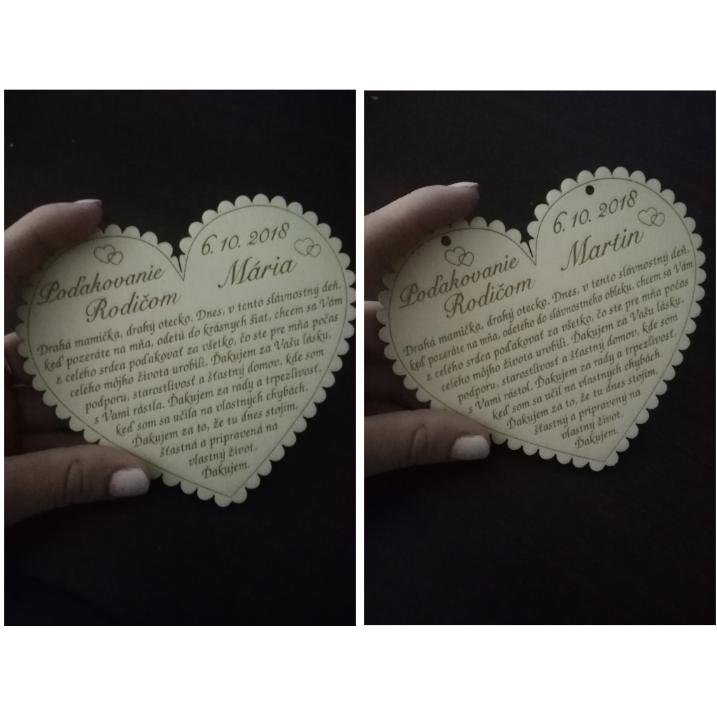 Poďakovanie
Rodičom
6. 10. 2018
Mária
Drahá mamička, drahý otecko. Dnes, v tento slávnostný deň,
keď pozeráte na mňa, odetú do krásnych šiat, chcem sa Vám
z celého srdca poďakovať za všetko, čo ste pre mňa počas
celého môjho života urobili. Ďakujem za Vašu lásku,
podporu, starostlivosť a šťastný domov, kde som
s Vami rástla. Ďakujem za rady a trpezlivosť,
keď som sa učila na vlastných chybách.
Ďakujem za to, že tu dnes stojím,
šťastná a pripravená na
vlastný život.
Ďakujem.
Poďakovanie
Rodičom
6. 10. 2018
Martin
Drahá mamička, drahý otecko. Dnes, v tento slávnostný deň,
keď pozeráte na mňa, odetého do slávnostného obleku, chcem sa Vám
z celého srdca poďakovať za všetko, čo ste pre mňa počas
celého môjho života urobili. Ďakujem za Vašu lásku,
podporu, starostlivosť a šťastný domov, kde som
s Vami rástol. Ďakujem za rady a trpezlivosť,
keď som sa učil na vlastných chybách.
Ďakujem za to, že tu dnes stojím,
šťastný a pripravený na
vlastný život.
Ďakujem.